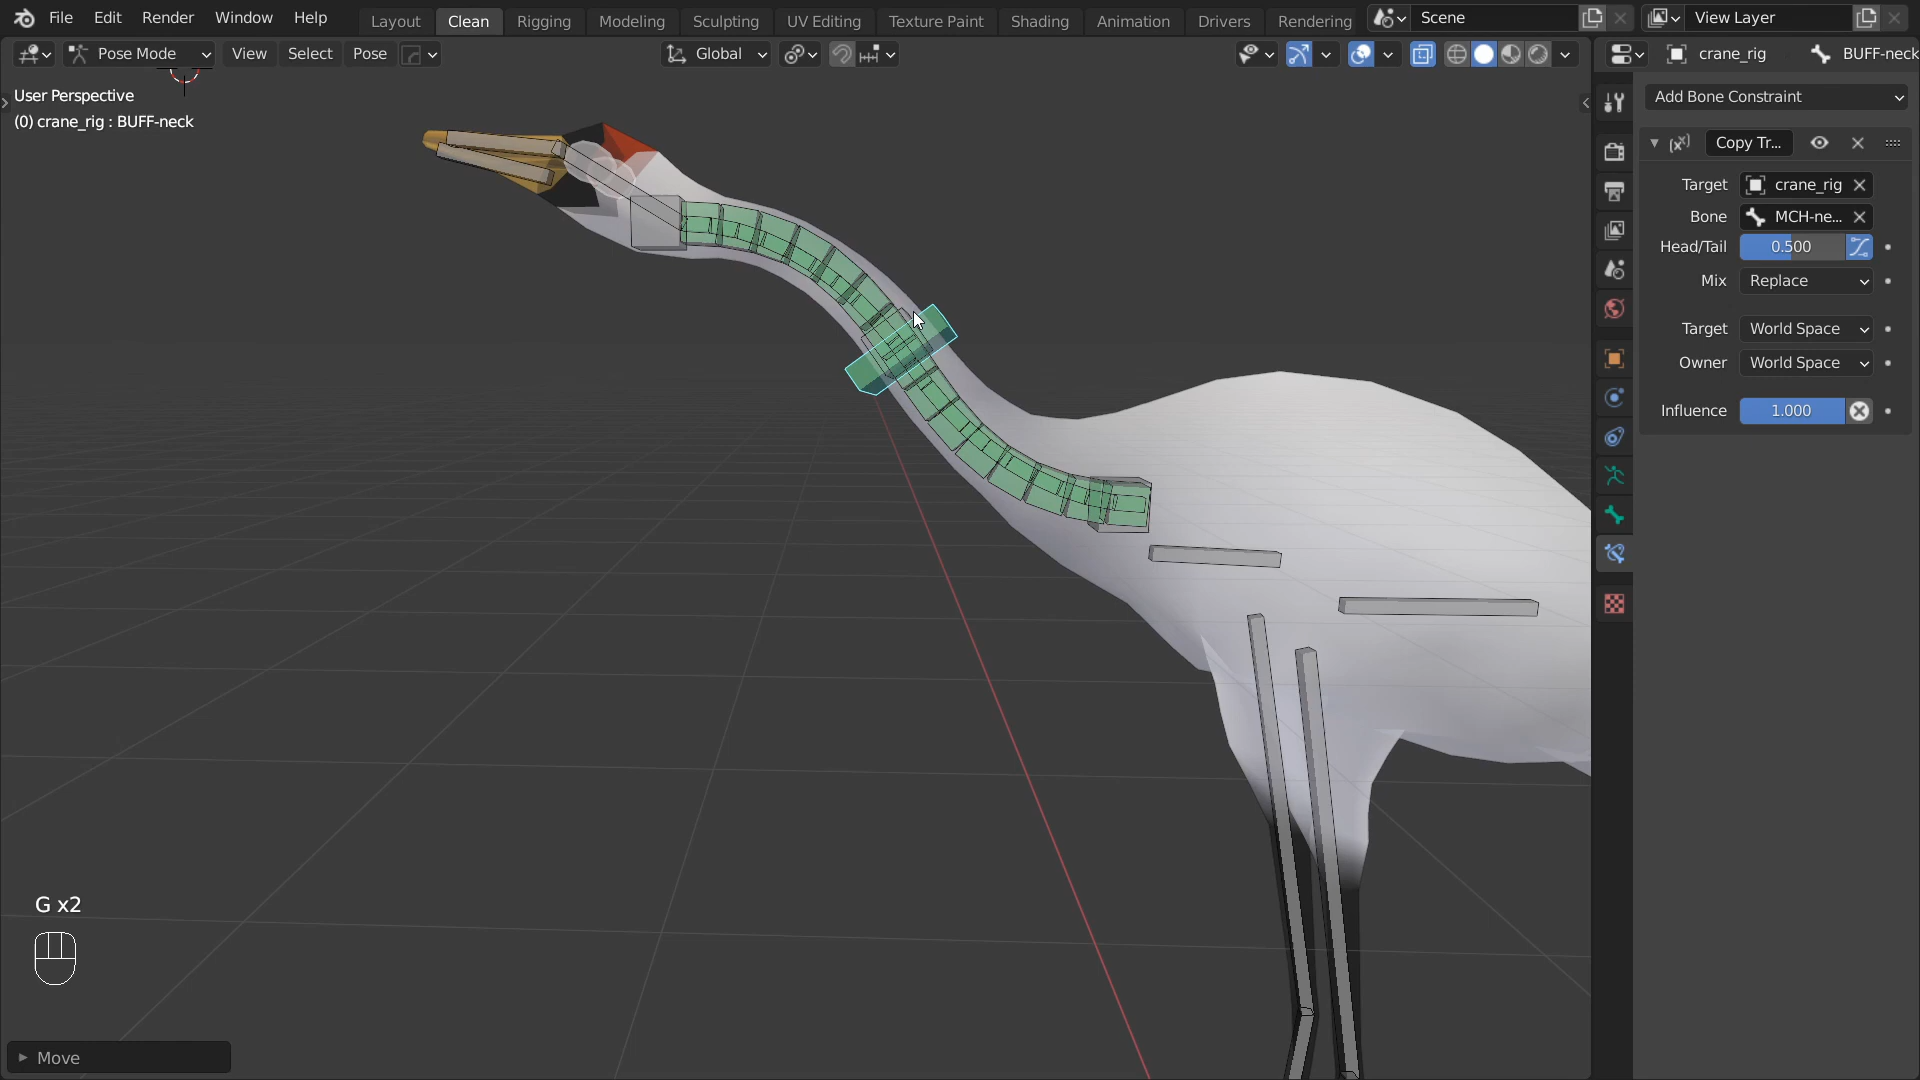 File Edit Render Window Help Layout Clean Rigging Modeling Sculpting UV Editing Texture Paint Shading Animation Drivers Rendering Scene View Layer
Pose Mode View Select Pose Global crane_rig BUFF-neck
User Perspective
(0) crane_rig : BUFF-neck
Add Bone Constraint
Copy Tr...
Target crane_rig
Bone MCH-ne...
Head/Tail 0.500
Mix Replace
Target World Space
Owner World Space
Influence 1.000
G x2
Move